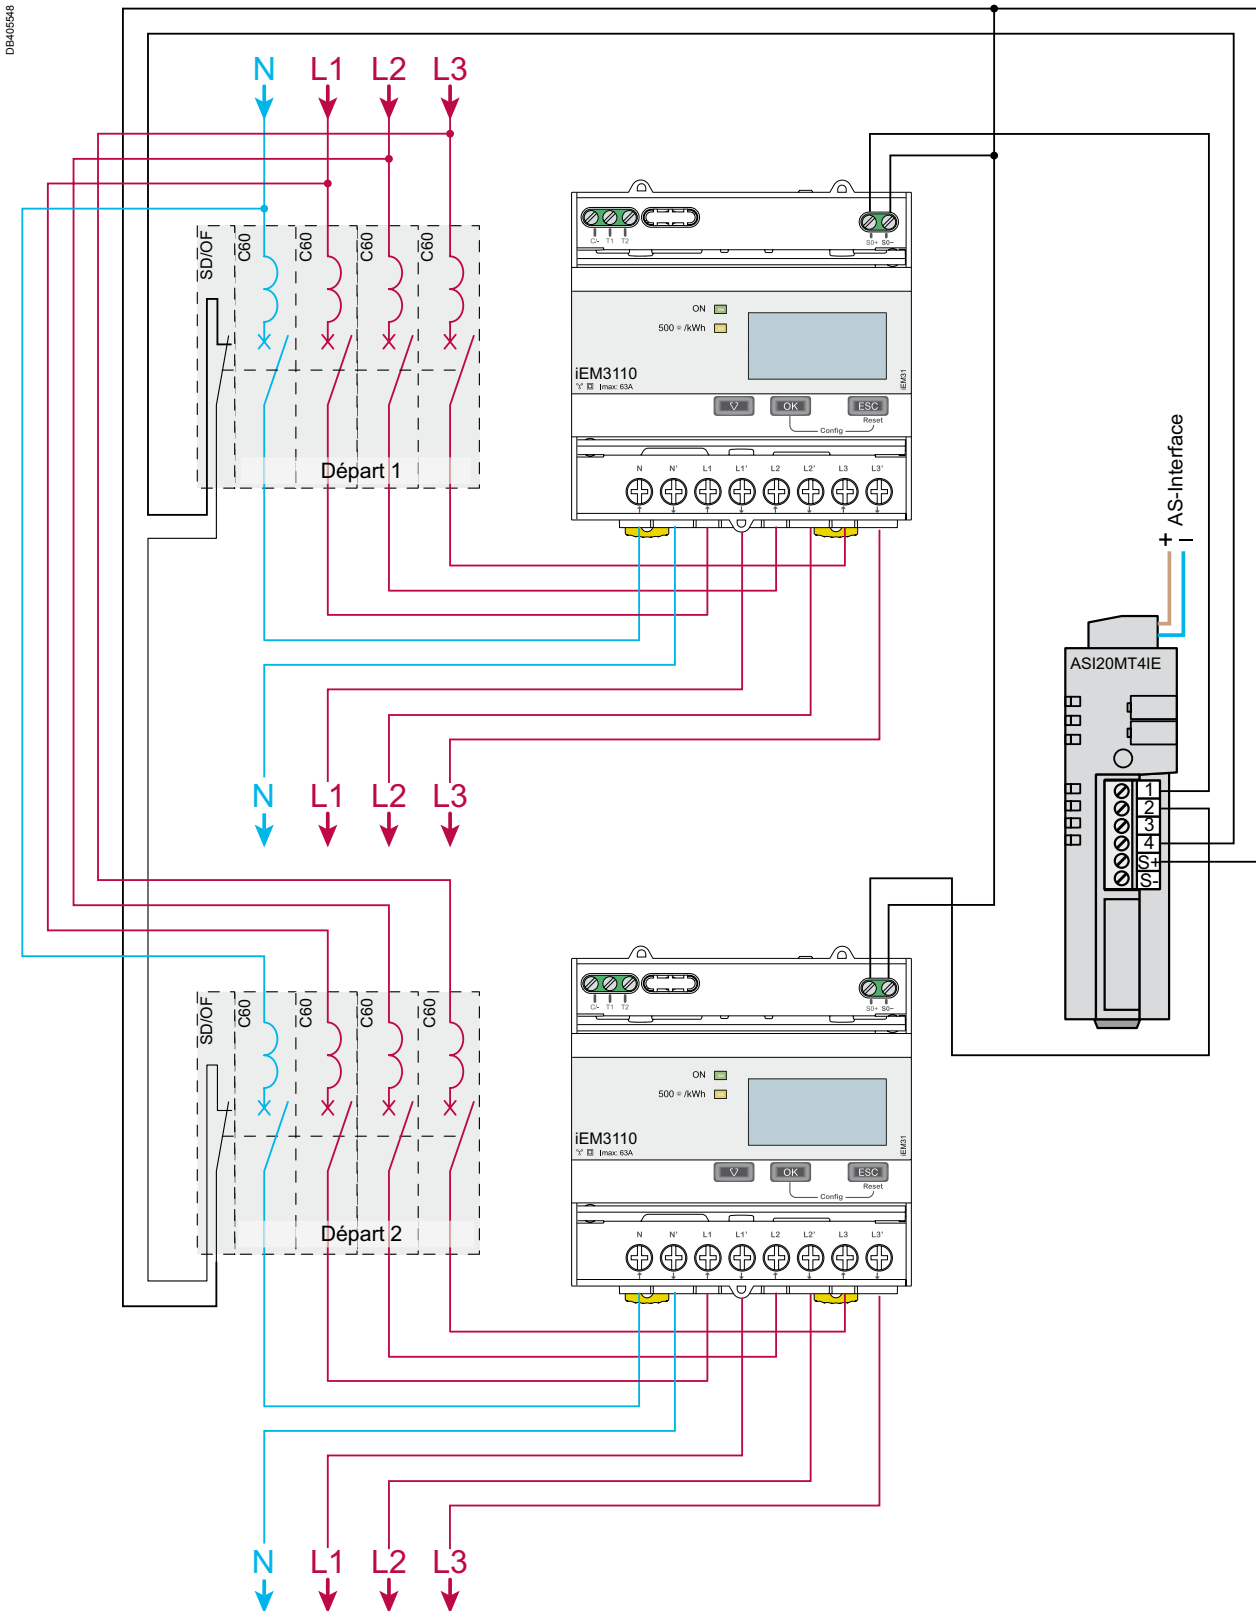 DB405548
N L1 L2 L3
SD/OF C60 C60 C60 C60
Départ 1
C/- T1 T2
S0+ S0−
ON
500 /kWh
iEM3110
Imax: 63A
iEM31
OK ESC
Config Reset
N N' L1 L1' L2 L2' L3 L3'
N L1 L2 L3
+ − AS-Interface
ASI20MT4IE
1
2
3
4
S+
S-
SD/OF C60 C60 C60 C60
Départ 2
C/- T1 T2
S0+ S0−
ON
500 /kWh
iEM3110
Imax: 63A
iEM31
OK ESC
Config Reset
N N' L1 L1' L2 L2' L3 L3'
N L1 L2 L3